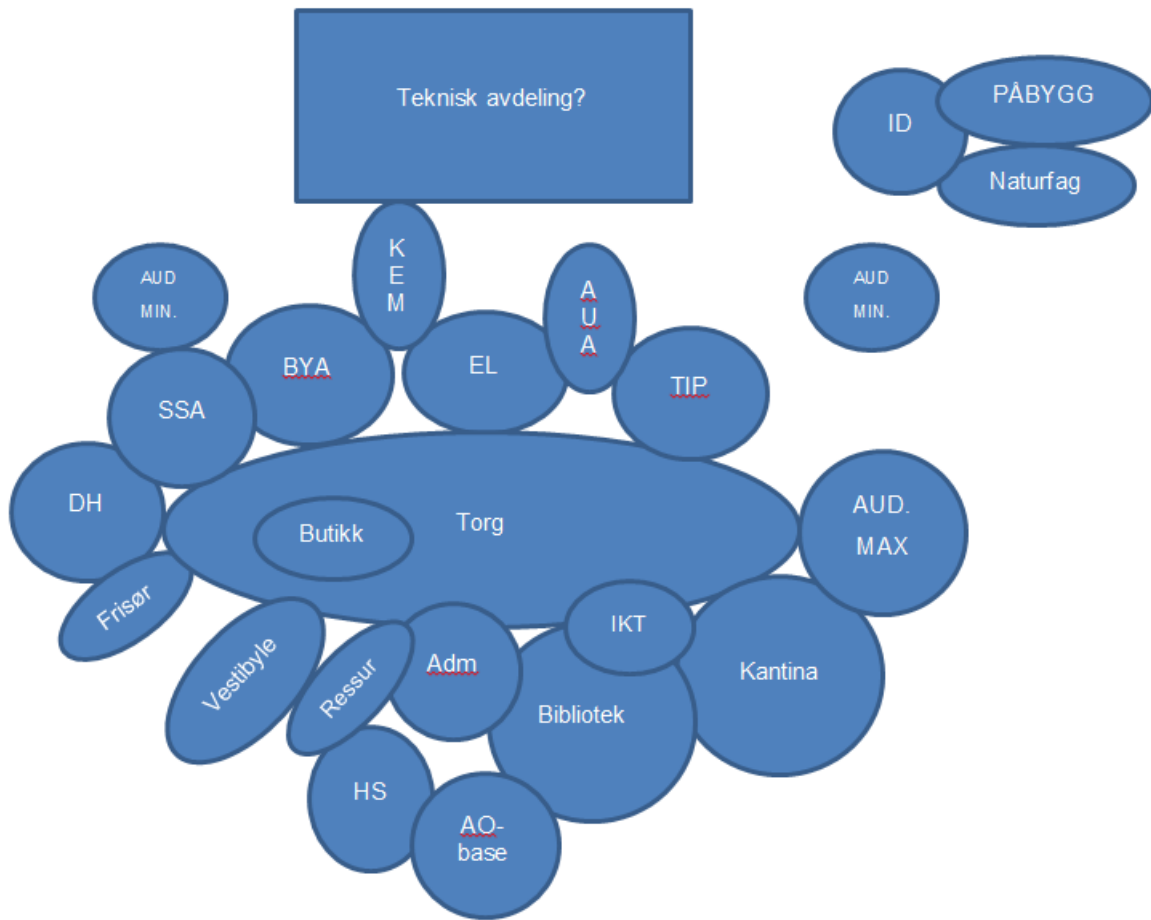 Teknisk avdeling?
PÅBYGG
ID
Naturfag
K
E
M
AUD
MIN.
A
U
A
AUD
MIN.
BYA
EL
TIP
SSA
DH
AUD.
MAX
Butikk
Torg
Frisør
IKT
Vestibyle
Ressur
Adm
Kantina
Bibliotek
HS
AO-
base